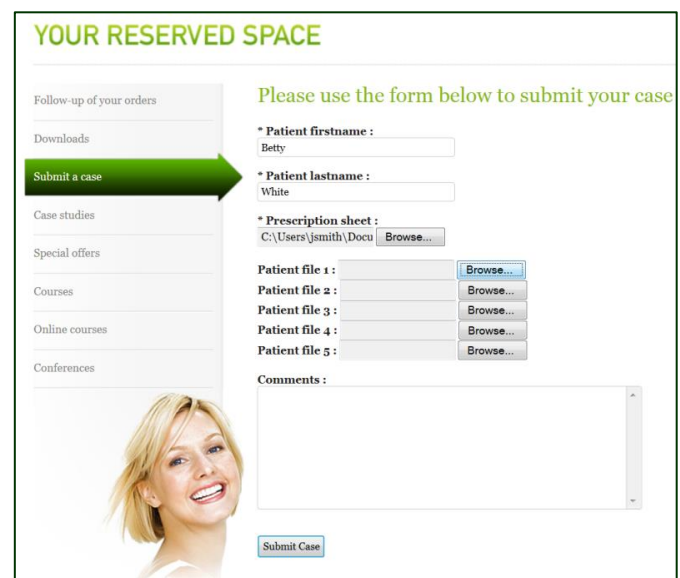 YOUR RESERVED SPACE
Follow-up of your orders
Downloads
Submit a case
Case studies
Special offers
Courses
Online courses
Conferences
Please use the form below to submit your case
* Patient firstname :
Betty
* Patient lastname :
White
* Prescription sheet :
C:\Users\jsmith\Docu Browse...
Patient file 1 : Browse...
Patient file 2 : Browse...
Patient file 3 : Browse...
Patient file 4 : Browse...
Patient file 5 : Browse...
Comments :
Submit Case